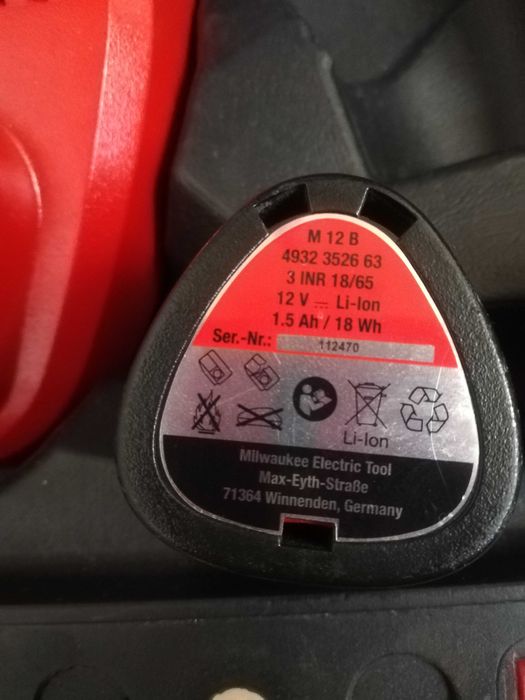 M 12 B
4932 3526 63
3 INR 18/65
12 V ⎓ Li-Ion
1.5 Ah / 18 Wh
Ser.-Nr.: 112470
Li-Ion
Milwaukee Electric Tool
Max-Eyth-Straße
71364 Winnenden, Germany